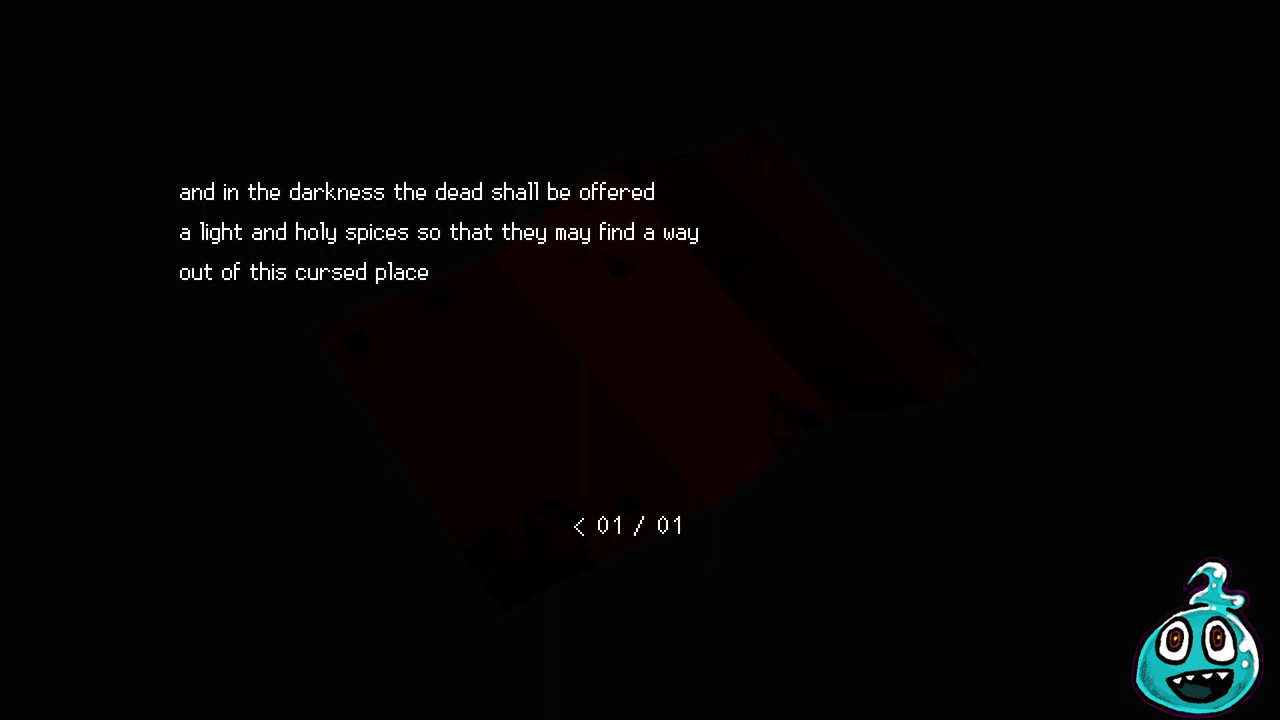 and in the darkness the dead shall be offered
a light and holy spices so that they may find a way
out of this cursed place
< 01 / 01